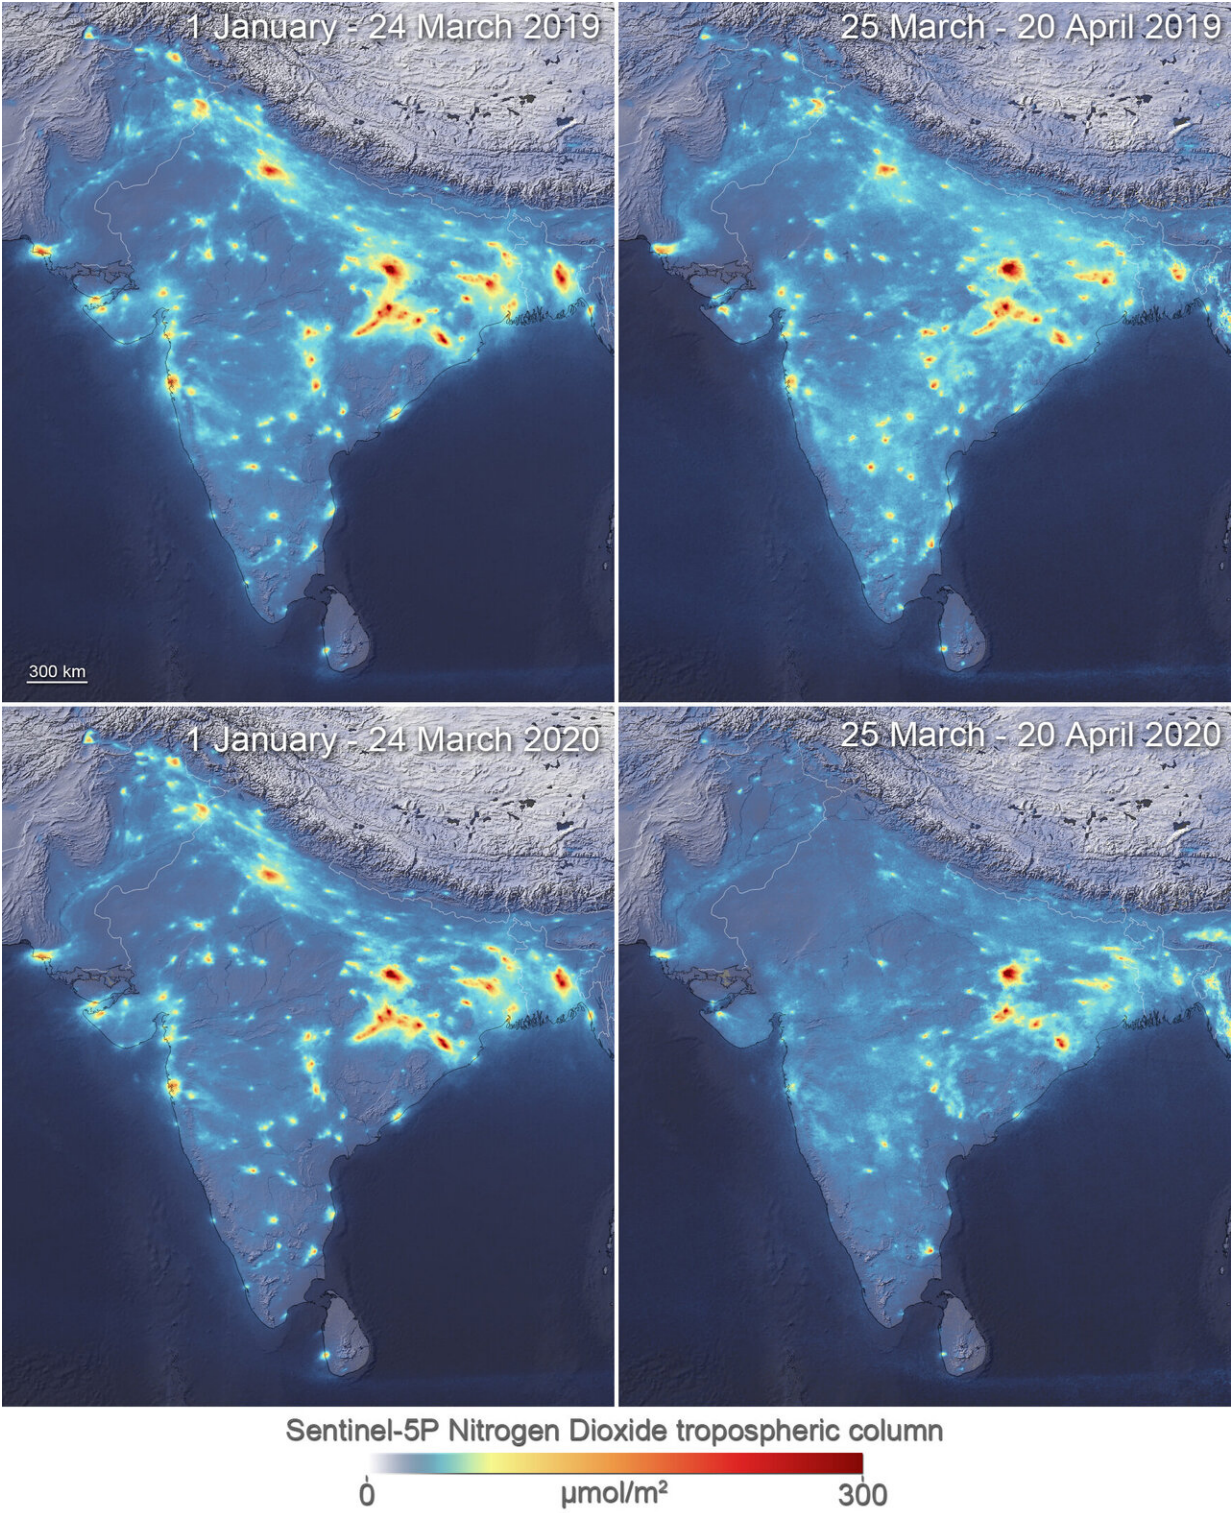 1 January - 24 March 2019
25 March - 20 April 2019
300 km
1 January - 24 March 2020
25 March - 20 April 2020
Sentinel-5P Nitrogen Dioxide tropospheric column
0
µmol/m²
300